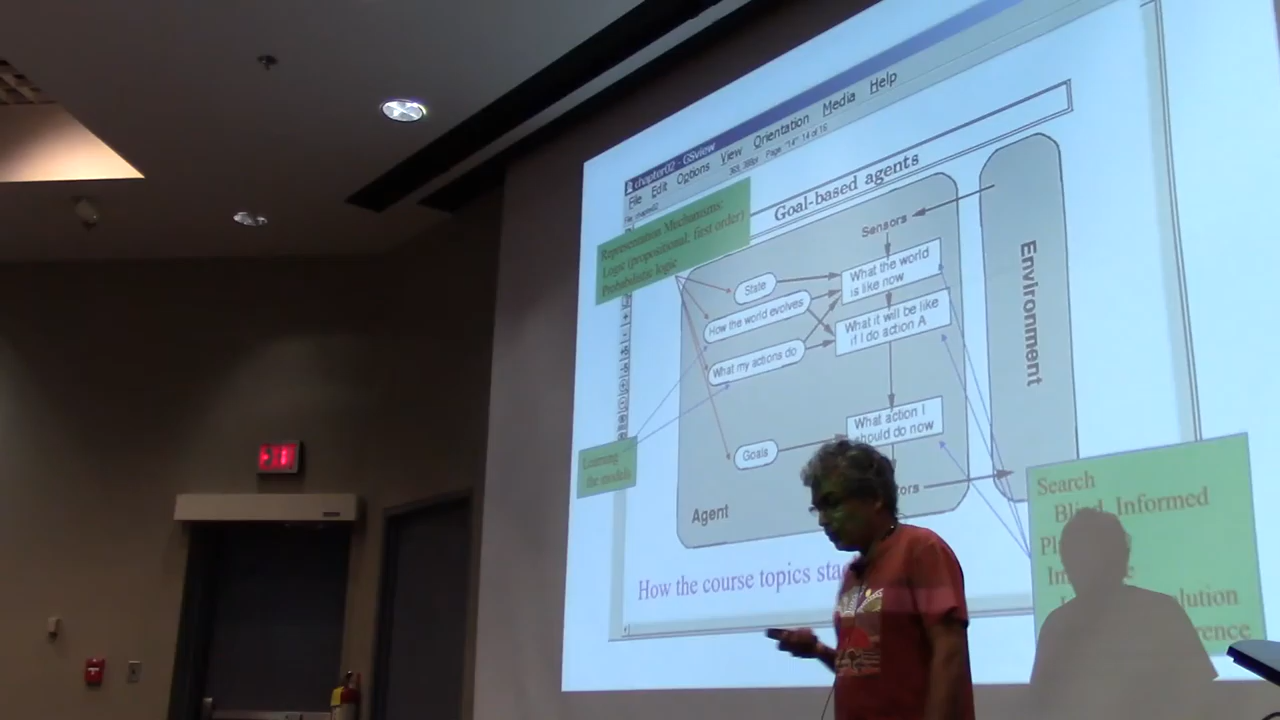 chapter02 - GSview
File Edit Options View Orientation Media Help
Page "14" 14 of 16
Goal-based agents
Representation Mechanisms:
Logic (propositional, first order)
Probabilistic logic
Sensors
State
What the world
is like now
How the world evolves
What it will be like
if I do action A
What my actions do
Environment
What action I
should do now
Goals
Learning
the models
Agent
Search
Informed
How the course topics